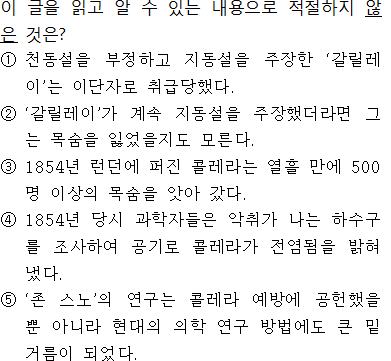 이 글을 읽고 알 수 있는 내용으로 적절하지 않
은 것은?
① 천동설을 부정하고 지동설을 주장한 ‘갈릴레
이’는 이단자로 취급당했다.
② ‘갈릴레이’가 계속 지동설을 주장했더라면 그
는 목숨을 잃었을지도 모른다.
③ 1854년 런던에 퍼진 콜레라는 열흘 만에 500
명 이상의 목숨을 앗아 갔다.
④ 1854년 당시 과학자들은 악취가 나는 하수구
를 조사하여 공기로 콜레라가 전염됨을 밝혀
냈다.
⑤ ‘존 스노’의 연구는 콜레라 예방에 공헌했을
뿐 아니라 현대의 의학 연구 방법에도 큰 밑
거름이 되었다.